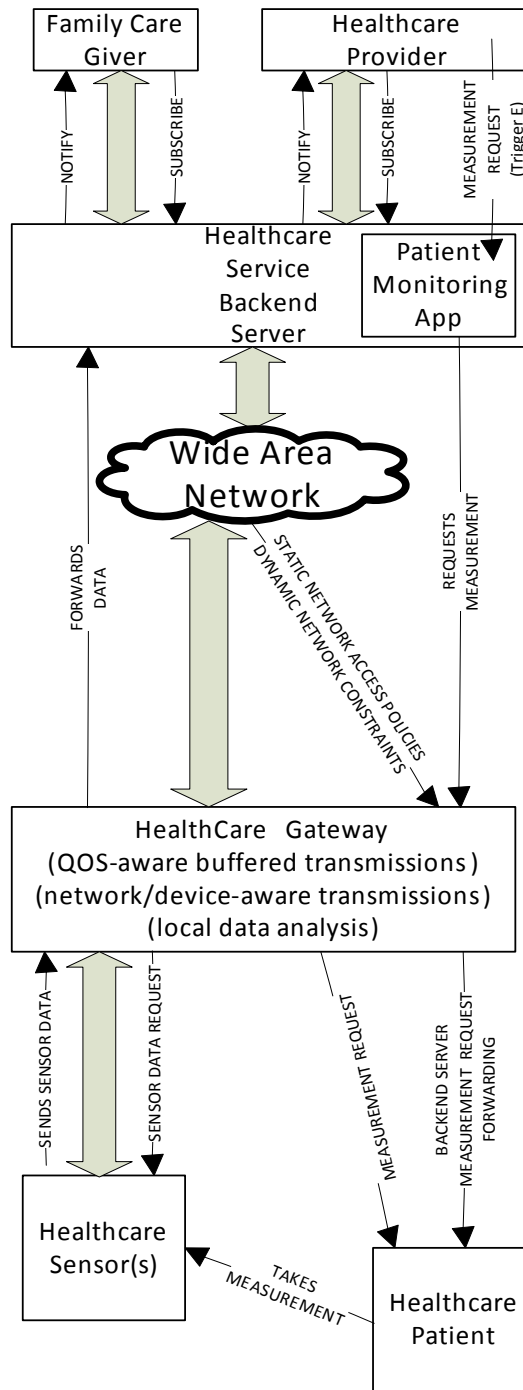 Family Care
Giver
Healthcare
Provider
NOTIFY
SUBSCRIBE
NOTIFY
SUBSCRIBE
MEASUREMENT
REQUEST
(Trigger E)
Healthcare
Service
Backend
Server
Patient
Monitoring
App
Wide Area
Network
FORWARDS
DATA
STATIC NETWORK ACCESS POLICIES
DYNAMIC NETWORK CONSTRAINTS
REQUESTS
MEASUREMENT
HealthCare Gateway
(QOS-aware buffered transmissions)
(network/device-aware transmissions)
(local data analysis)
SENDS SENSOR DATA
SENSOR DATA REQUEST
MEASUREMENT REQUEST
BACKEND SERVER
MEASUREMENT REQUEST
FORWARDING
Healthcare
Sensor(s)
TAKES
MEASUREMENT
Healthcare
Patient